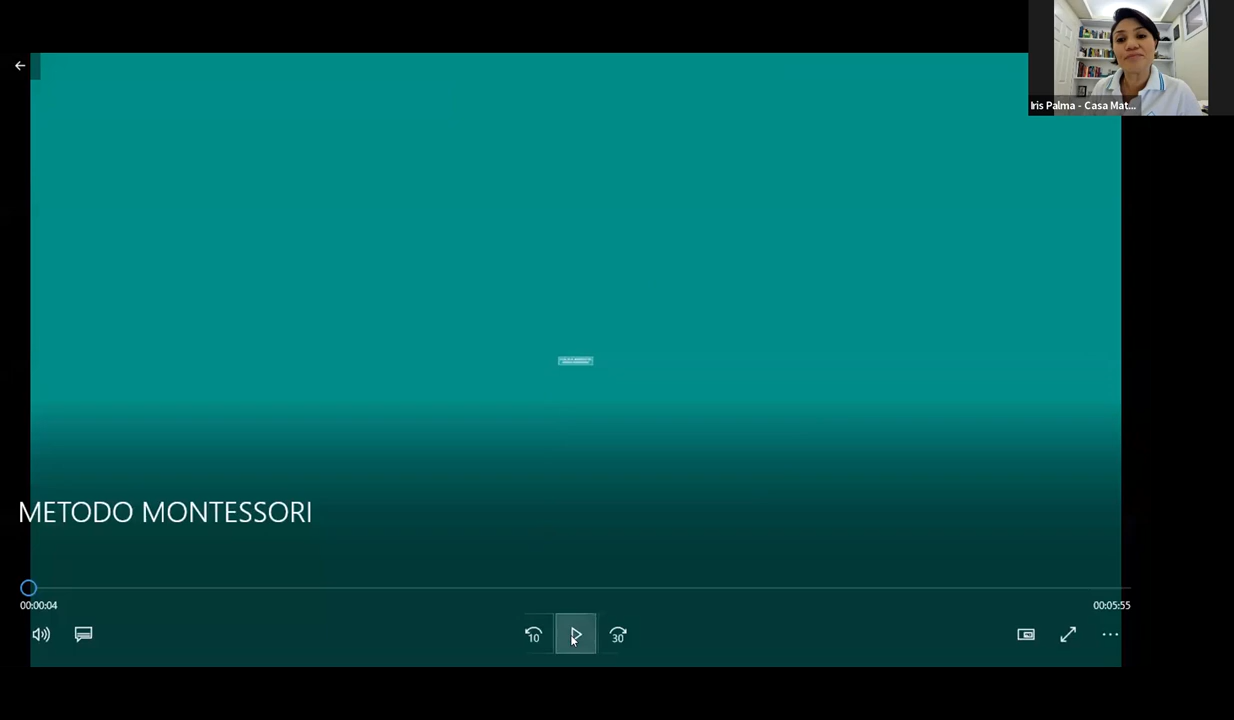 Iris Palma - Casa Mat...
METODO MONTESSORI
00:00:04
00:05:55
10
30